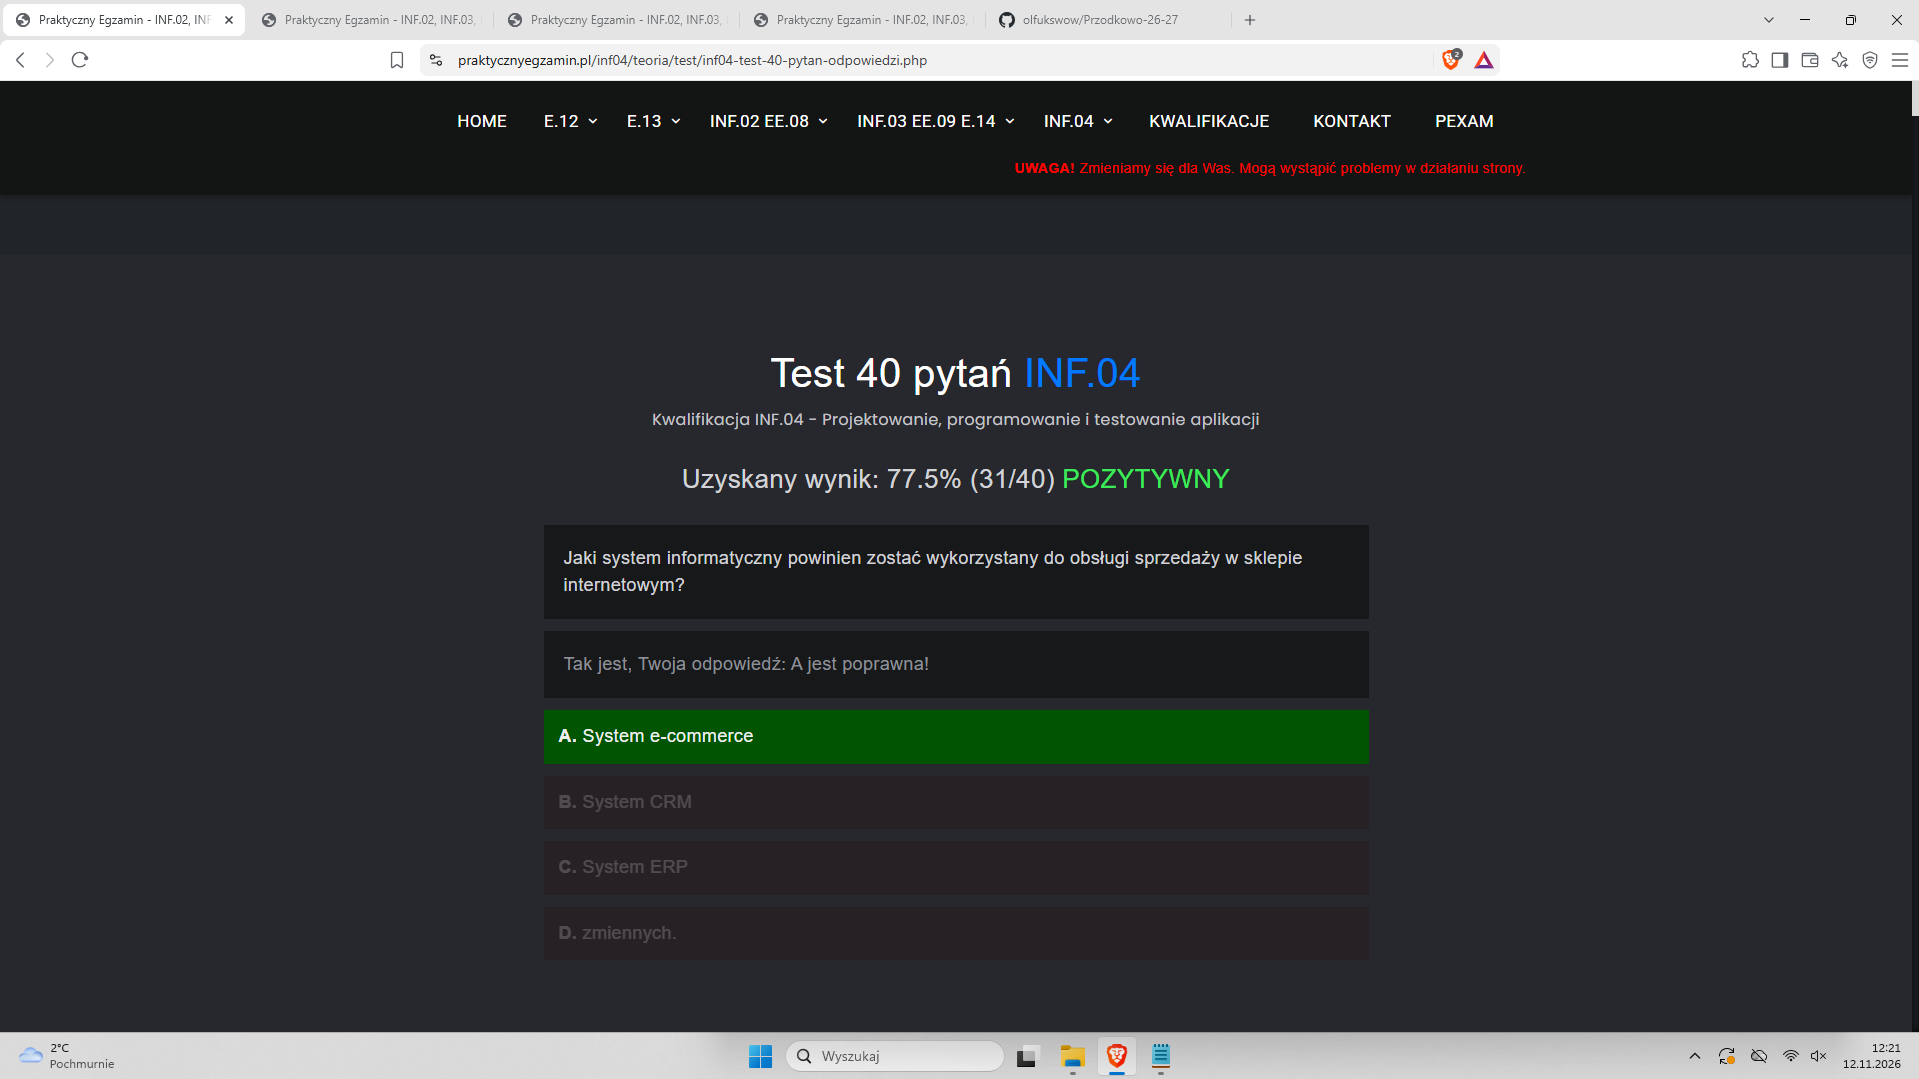 Praktyczny Egzamin - INF.02, INF
Praktyczny Egzamin - INF.02, INF.03,
Praktyczny Egzamin - INF.02, INF.03,
Praktyczny Egzamin - INF.02, INF.03,
olfukswow/Przodkowo-26-27
praktycznyegzamin.pl/inf04/teoria/test/inf04-test-40-pytan-odpowiedzi.php
2
HOME E.12 E.13 INF.02 EE.08 INF.03 EE.09 E.14 INF.04 KWALIFIKACJE KONTAKT PEXAM
UWAGA! Zmieniamy się dla Was. Mogą wystąpić problemy w działaniu strony.
Test 40 pytań INF.04
Kwalifikacja INF.04 - Projektowanie, programowanie i testowanie aplikacji
Uzyskany wynik: 77.5% (31/40) POZYTYWNY
Jaki system informatyczny powinien zostać wykorzystany do obsługi sprzedaży w sklepie
internetowym?
Tak jest, Twoja odpowiedź: A jest poprawna!
A. System e-commerce
B. System CRM
C. System ERP
D. zmiennych.
2°C
Pochmurnie
Wyszukaj
12:21
12.11.2026